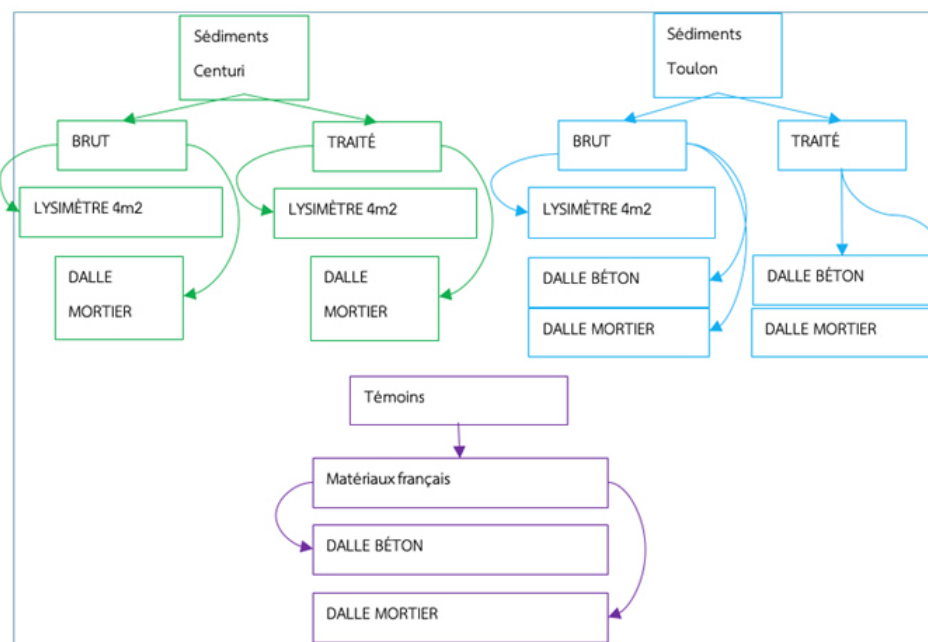 Sédiments
Centuri
Sédiments
Toulon
BRUT
TRAITÉ
BRUT
TRAITÉ
LYSIMÈTRE 4m2
LYSIMÈTRE 4m2
LYSIMÈTRE 4m2
DALLE
MORTIER
DALLE
MORTIER
DALLE BÉTON
DALLE BÉTON
DALLE MORTIER
DALLE MORTIER
Témoins
Matériaux français
DALLE BÉTON
DALLE MORTIER